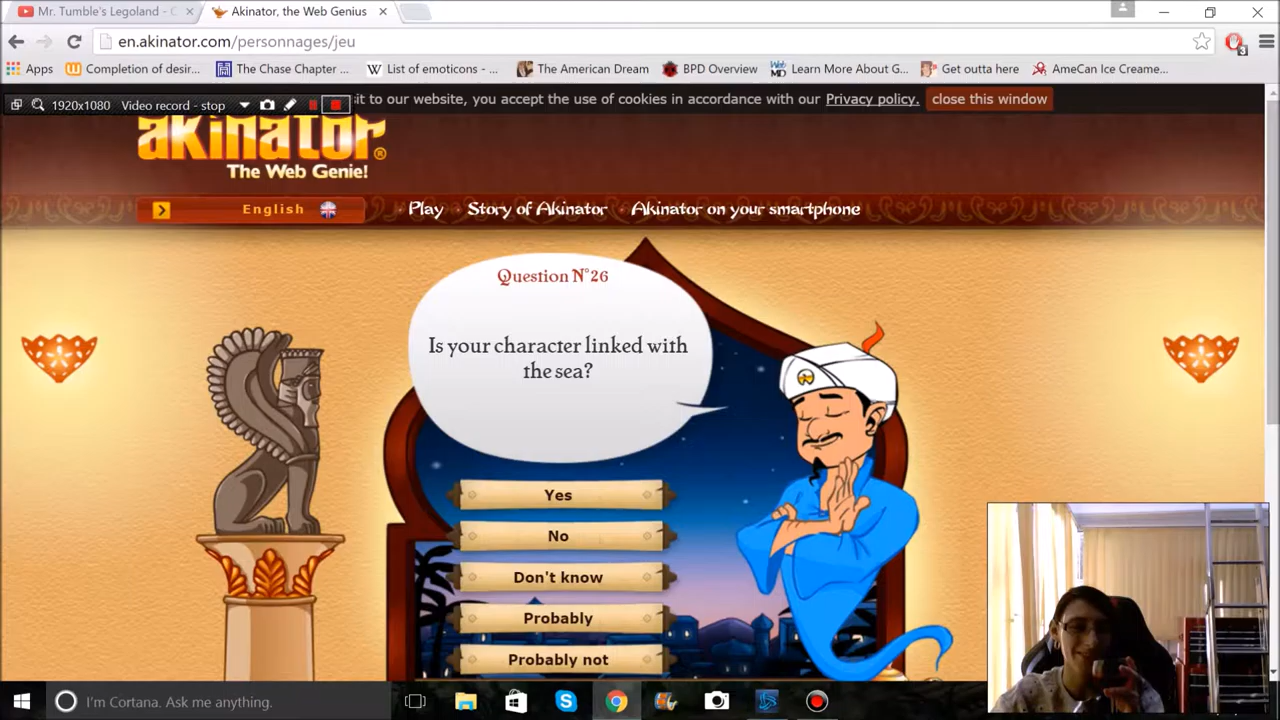 Mr. Tumble's Legoland - C
Akinator, the Web Genius
en.akinator.com/personnages/jeu
3
Apps
Completion of desir...
The Chase Chapter ...
List of emoticons - ...
The American Dream
BPD Overview
Learn More About G...
Get outta here
AmeCan Ice Creame...
1920x1080 Video record - stop
sit to our website, you accept the use of cookies in accordance with our Privacy policy. close this window
akinator®
The Web Genie!
English
Play · Story of Akinator · Akinator on your smartphone
Question N°26
Is your character linked with
the sea?
Yes
No
Don't know
Probably
Probably not
I'm Cortana. Ask me anything.